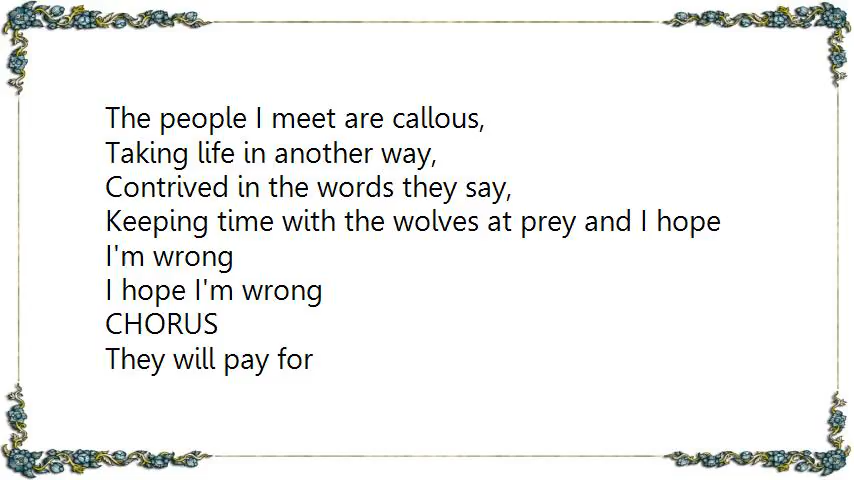 The people I meet are callous,
Taking life in another way,
Contrived in the words they say,
Keeping time with the wolves at prey and I hope
I'm wrong
I hope I'm wrong
CHORUS
They will pay for